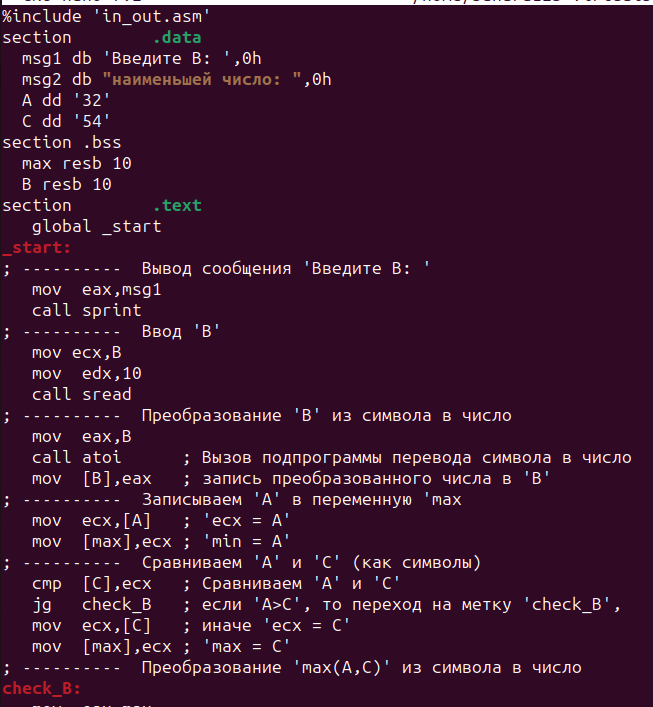 %include 'in_out.asm'
section .data
msg1 db 'Введите B: ',0h
msg2 db "наименьшей число: ",0h
A dd '32'
C dd '54'
section .bss
max resb 10
B resb 10
section .text
global _start
_start:
; ---------- Вывод сообщения 'Введите B: '
mov eax,msg1
call sprint
; ---------- Ввод 'B'
mov ecx,B
mov edx,10
call sread
; ---------- Преобразование 'B' из символа в число
mov eax,B
call atoi ; Вызов подпрограммы перевода символа в число
mov [B],eax ; запись преобразованного числа в 'B'
; ---------- Записываем 'A' в переменную 'max
mov ecx,[A] ; 'ecx = A'
mov [max],ecx ; 'min = A'
; ---------- Сравниваем 'A' и 'C' (как символы)
cmp [C],ecx ; Сравниваем 'A' и 'C'
jg check_B ; если 'A>C', то переход на метку 'check_B',
mov ecx,[C] ; иначе 'ecx = C'
mov [max],ecx ; 'max = C'
; ---------- Преобразование 'max(A,C)' из символа в число
check_B: